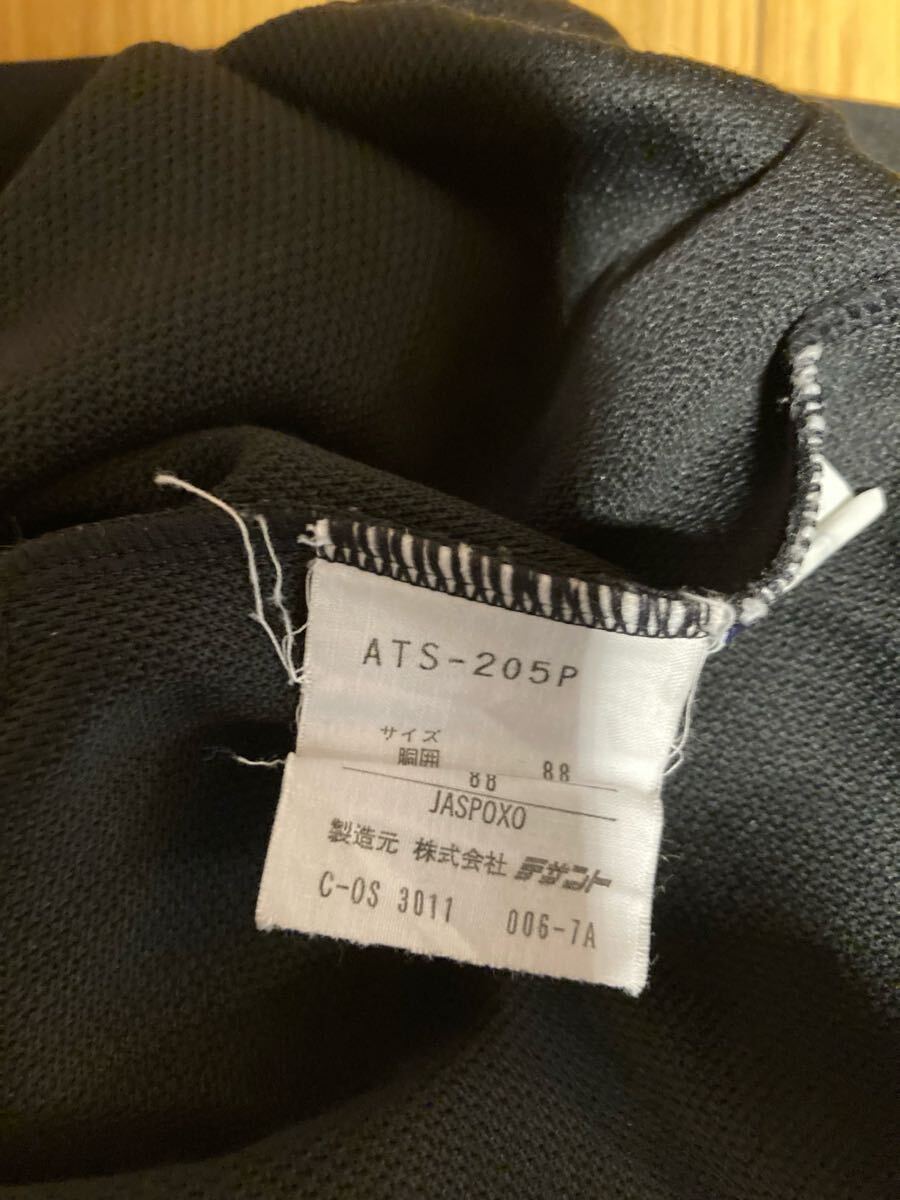 ATS-205P
サイズ
胴囲 88
88
JASPOXO
製造元 株式会社 デサント
C-OS 3011 006-7A